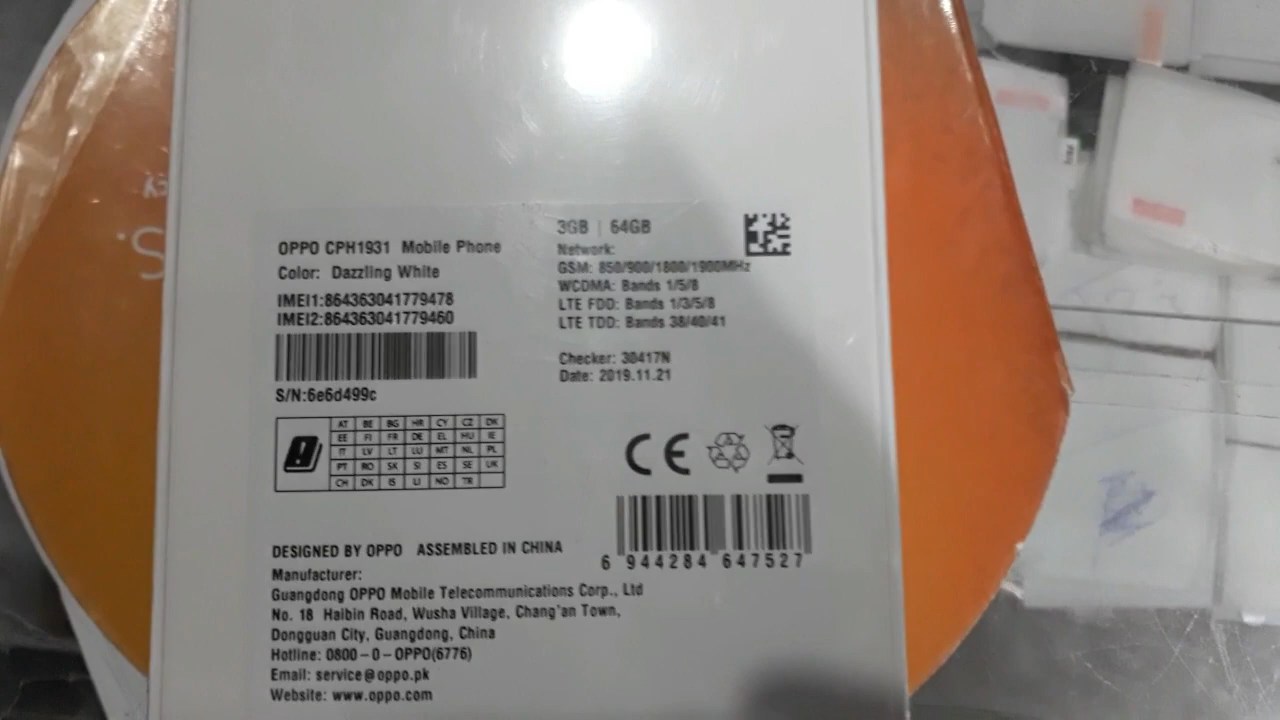 OPPO CPH1931 Mobile Phone
Color: Dazzling White
IMEI1:864363041779478
IMEI2:864363041779460
S/N:6e6d499c
3GB | 64GB
Network:
GSM: 850/900/1800/1900MHz
WCDMA: Bands 1/5/8
LTE FDD: Bands 1/3/5/8
LTE TDD: Bands 38/40/41
Checker: 30417N
Date: 2019.11.21
AT BE BG HR CY CZ DK
EE FI FR DE EL HU IE
IT LV LT LU MT NL PL
PT RO SK SI ES SE UK
CH DK IS LI NO TR
CE
6 944284 647527
DESIGNED BY OPPO ASSEMBLED IN CHINA
Manufacturer:
Guangdong OPPO Mobile Telecommunications Corp., Ltd
No. 18 Haibin Road, Wusha Village, Chang'an Town,
Dongguan City, Guangdong, China
Hotline: 0800-0-OPPO(6776)
Email: service@oppo.pk
Website: www.oppo.com